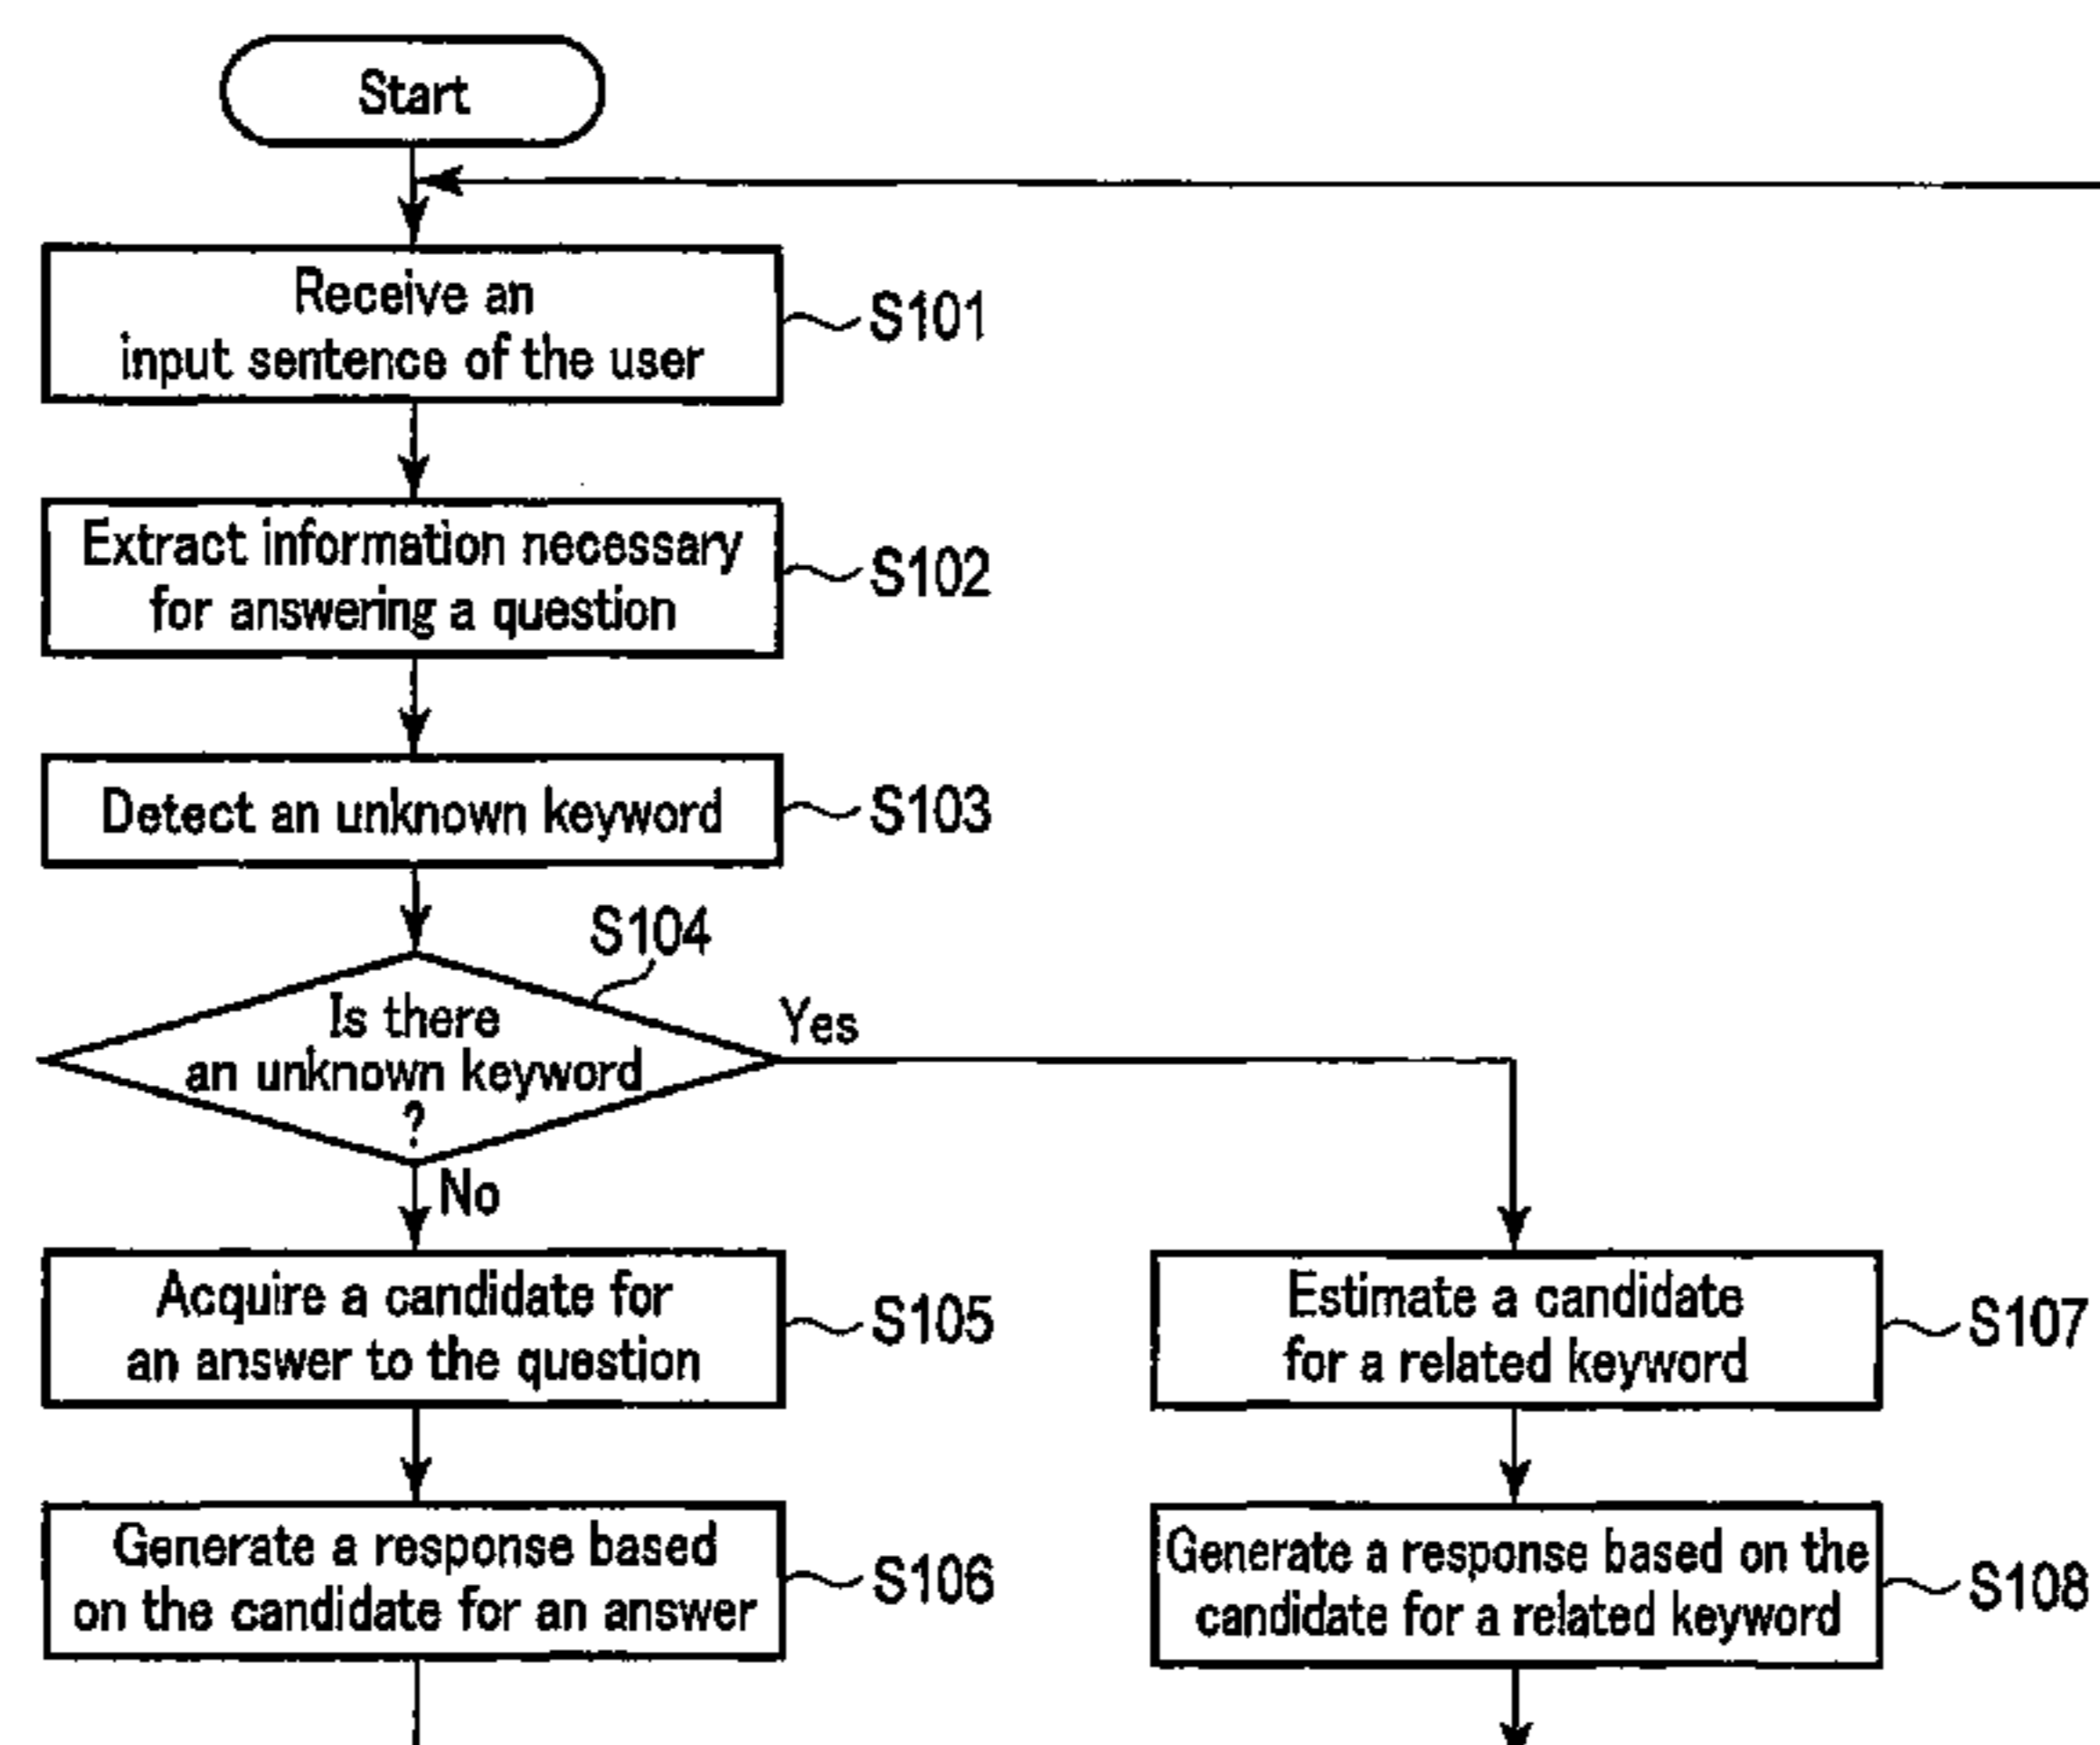 Start
Receive an
input sentence of the user
S101
Extract information necessary
for answering a question
S102
Detect an unknown keyword
S103
S104
Is there
an unknown keyword
?
Yes
No
Acquire a candidate for
an answer to the question
S105
Estimate a candidate
for a related keyword
S107
Generate a response based
on the candidate for an answer
S106
Generate a response based on the
candidate for a related keyword
S108